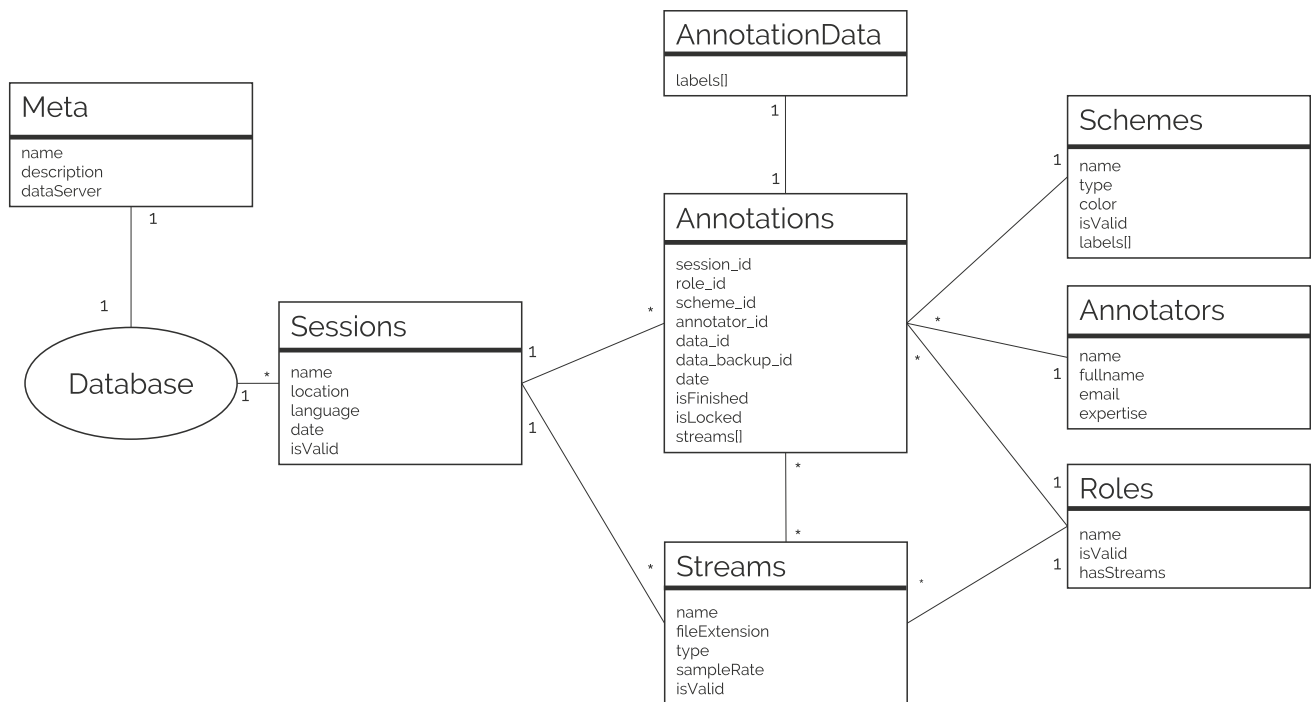 AnnotationData
labels[]
1
1
Meta
name
description
dataServer
1
1
Database
*
1
Sessions
name
location
language
date
isValid
1
1
*
*
Annotations
session_id
role_id
scheme_id
annotator_id
data_id
data_backup_id
date
isFinished
isLocked
streams[]
*
*
*
*
Streams
name
fileExtension
type
sampleRate
isValid
*
Schemes
name
type
color
isValid
labels[]
1
Annotators
name
fullname
email
expertise
1
Roles
name
isValid
hasStreams
1
1